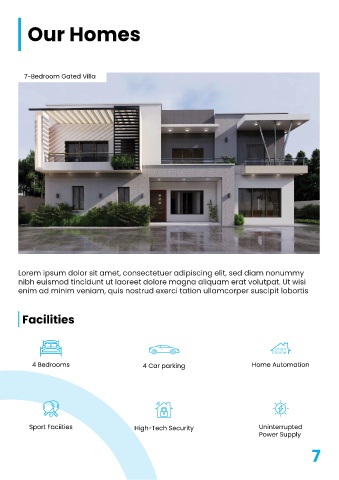 Our Homes
7-Bedroom Gated Villa
Lorem ipsum dolor sit amet, consectetuer adipiscing elit, sed diam nonummy
nibh euismod tincidunt ut laoreet dolore magna aliquam erat volutpat. Ut wisi
enim ad minim veniam, quis nostrud exerci tation ullamcorper suscipit lobortis
Facilities
4 Bedrooms
4 Car parking
Home Automation
Sport Faciities
High-Tech Security
Uninterrupted
Power Supply
7